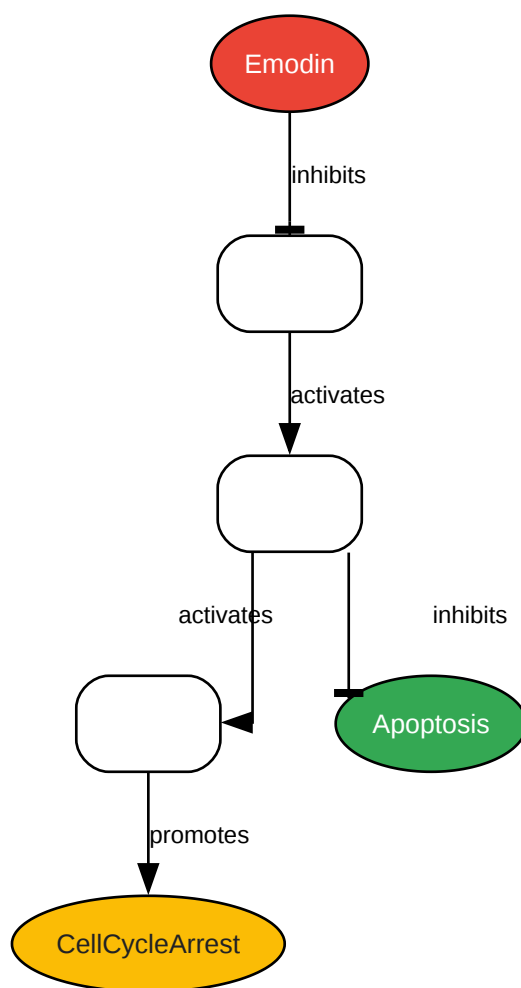 Emodin
inhibits
activates
activates
inhibits
Apoptosis
promotes
CellCycleArrest